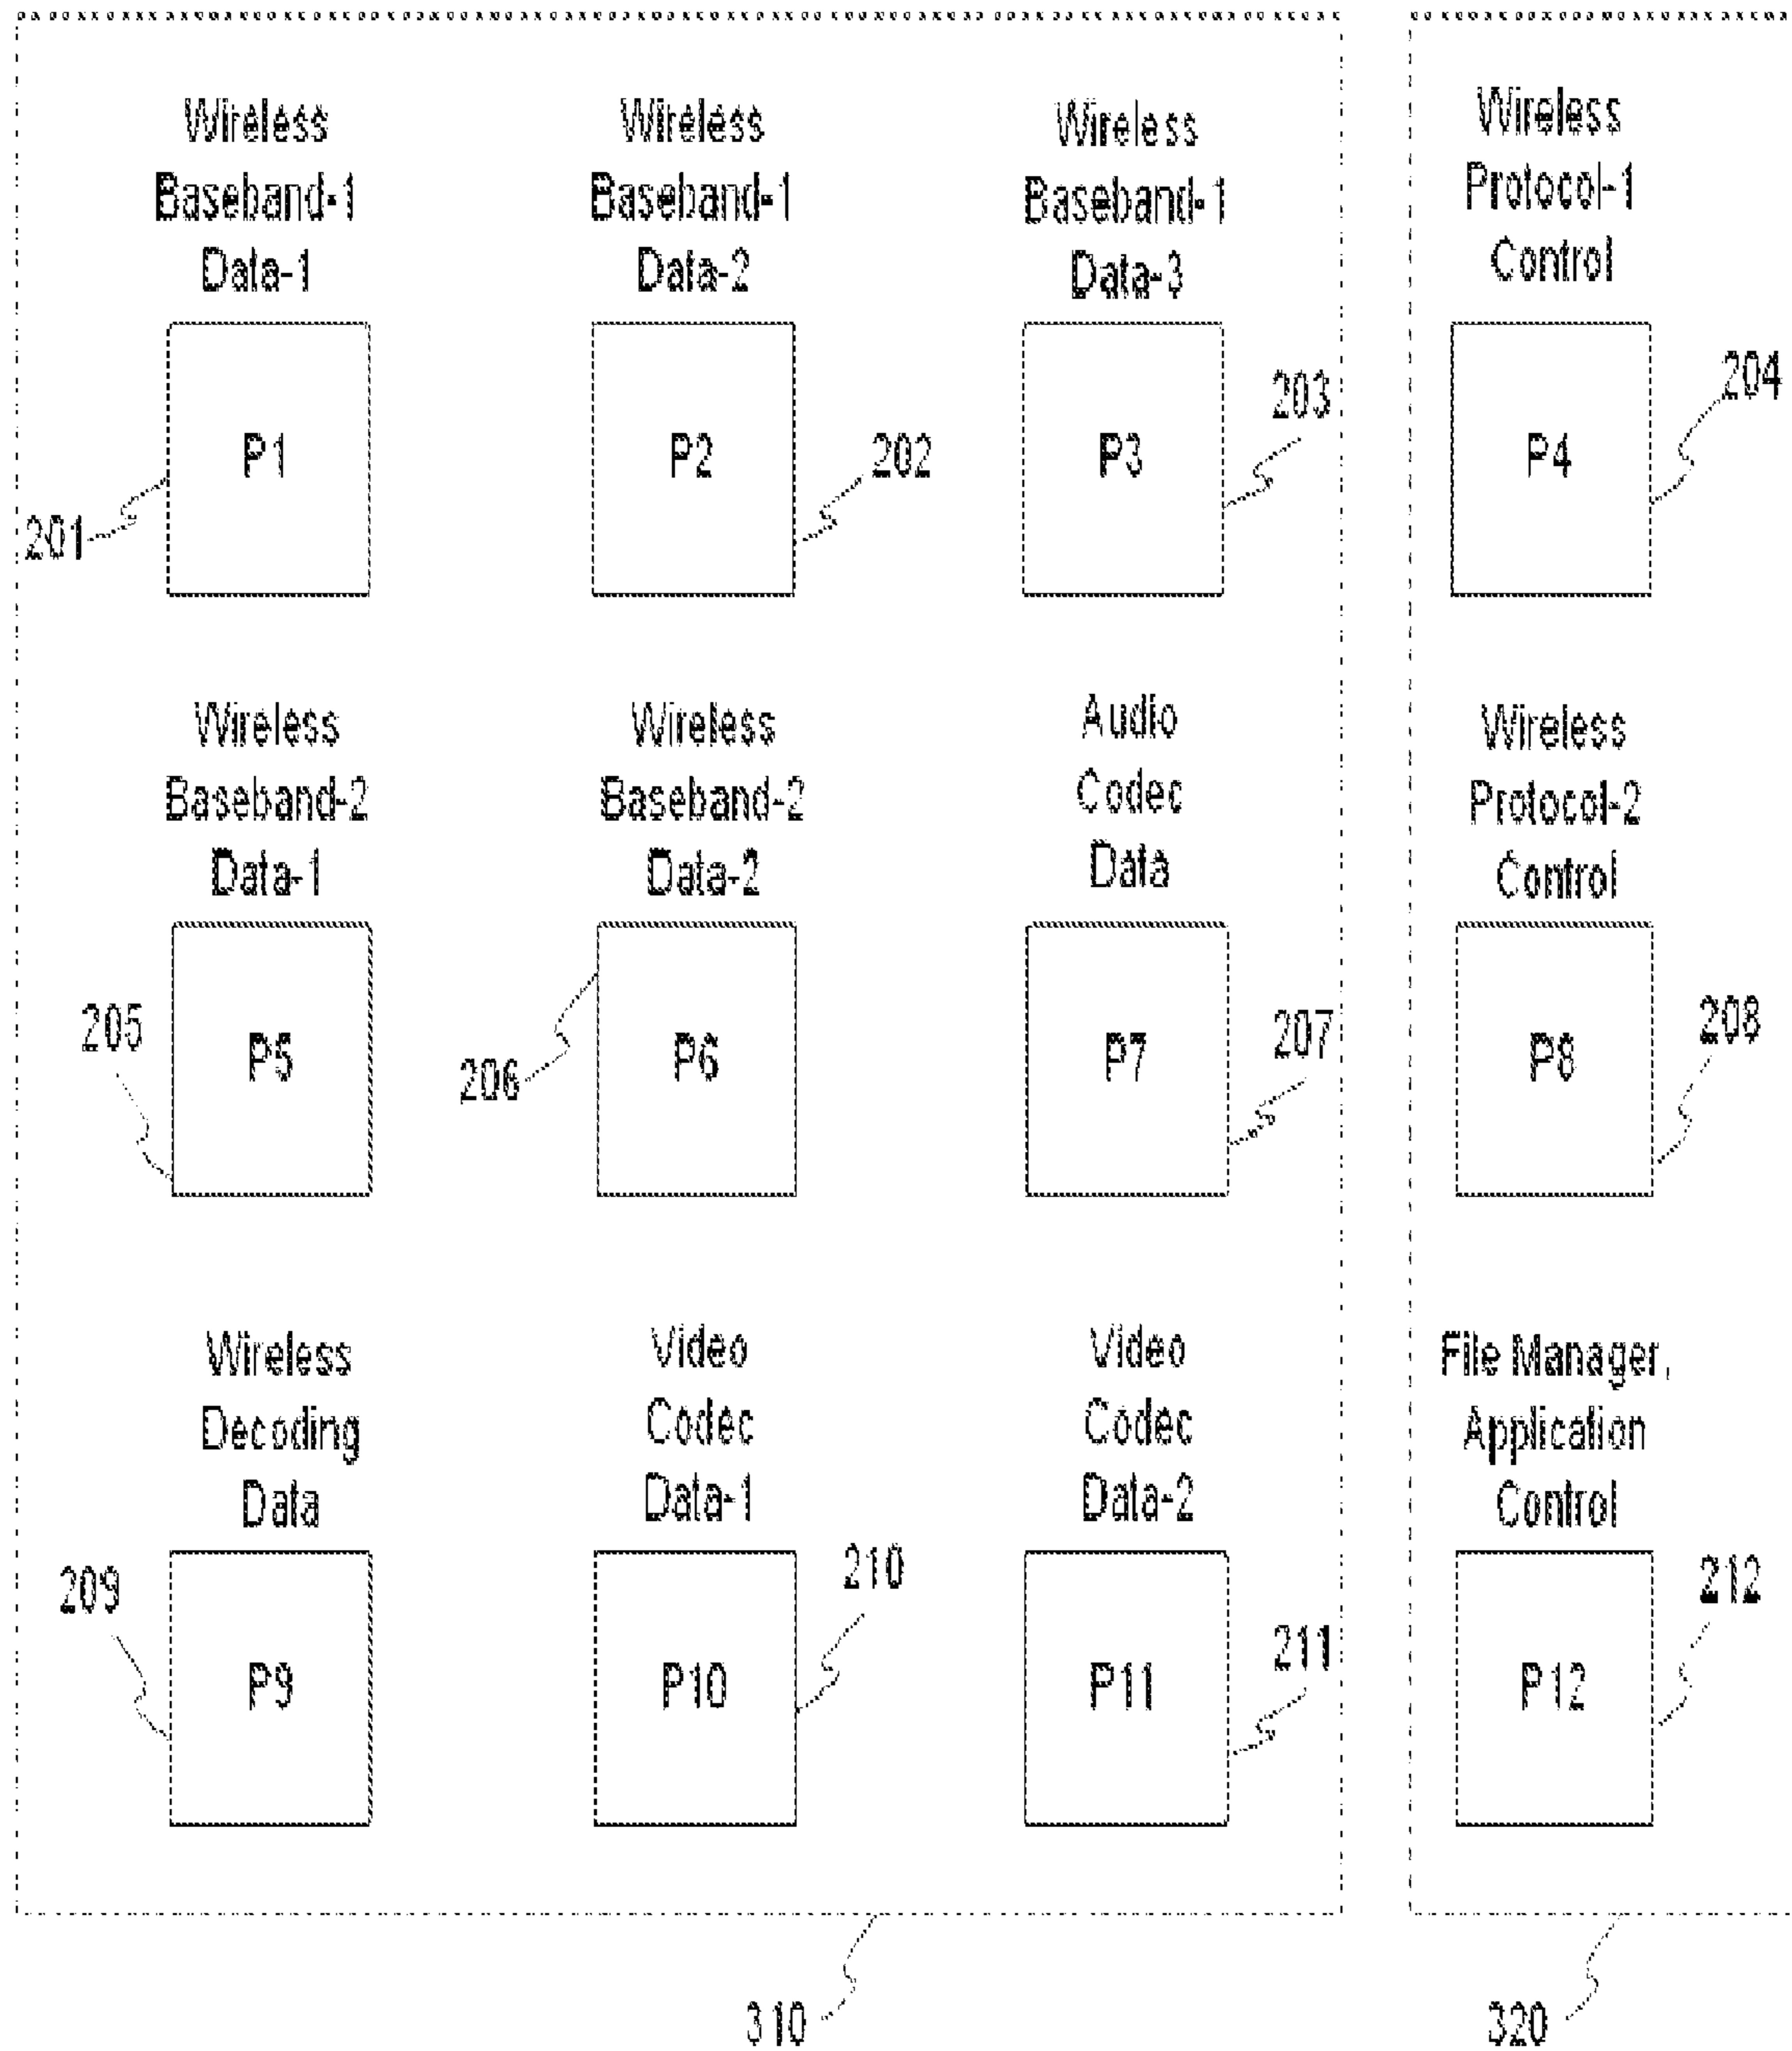 Wireless
Baseband-1
Data-1
Wireless
Baseband-1
Data-2
Wireless
Baseband-1
Data-3
Wireless
Protocol-1
Control
P1
201
P2
202
P3
203
P4
204
Wireless
Baseband-2
Data-1
Wireless
Baseband-2
Data-2
Audio
Codec
Data
Wireless
Protocol-2
Control
205
P5
206
P6
P7
207
P8
208
Wireless
Decoding
Data
Video
Codec
Data-1
Video
Codec
Data-2
File Manager,
Application
Control
209
P9
P10
210
P11
211
P12
212
310
320